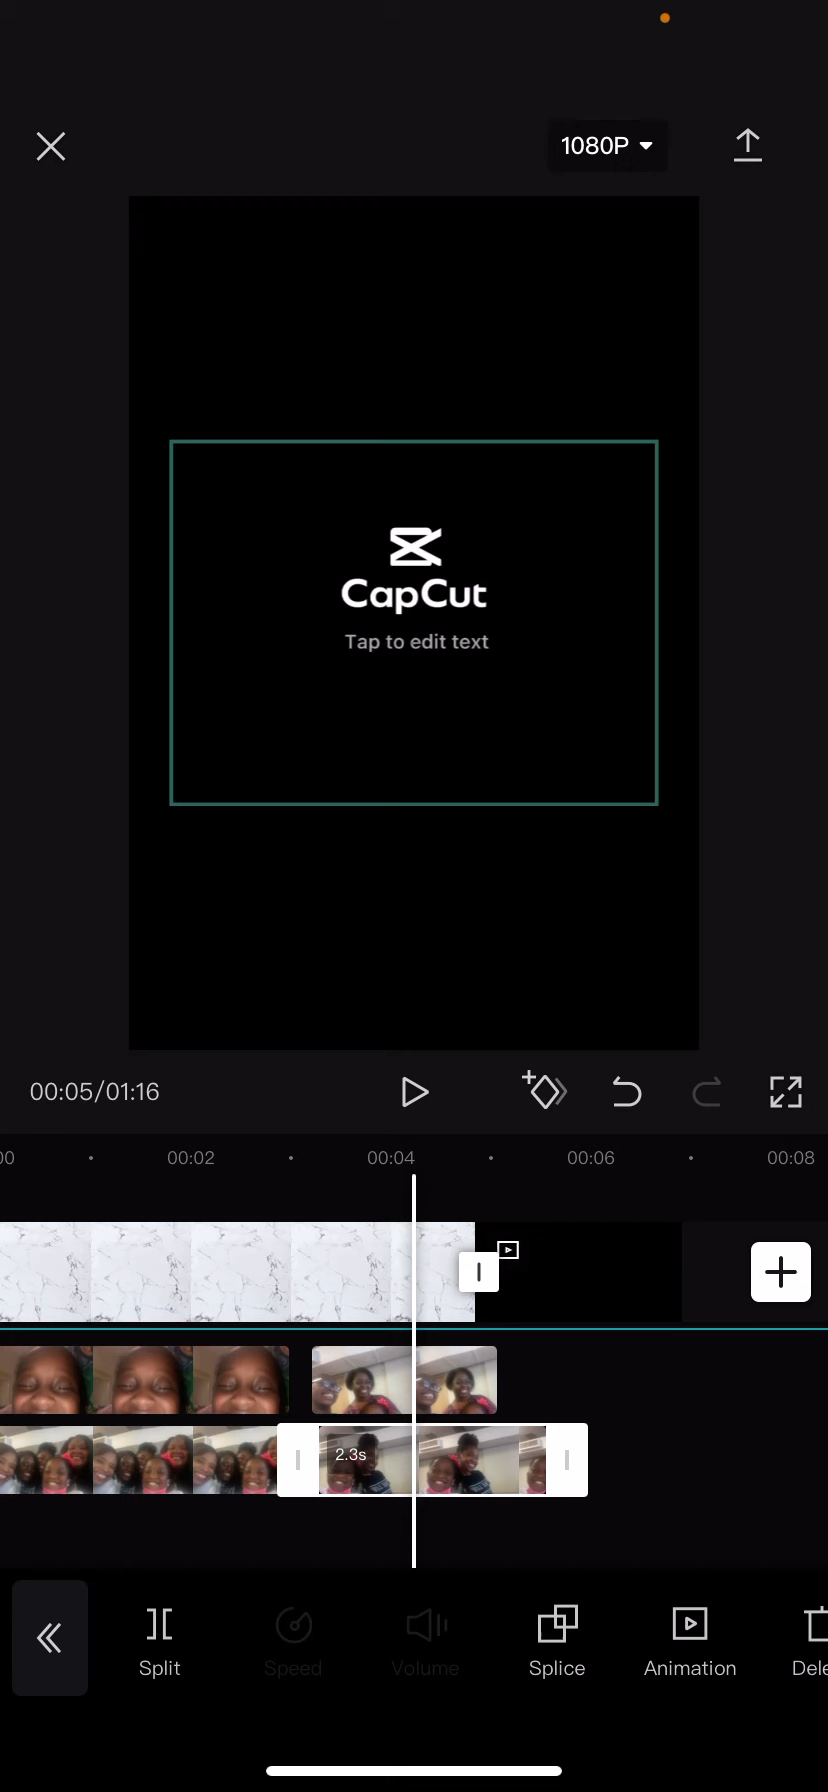 1080P
CapCut
Tap to edit text
00:05/01:16
00 00:02 00:04 00:06 00:08
2.3s
Split Speed Volume Splice Animation Dele